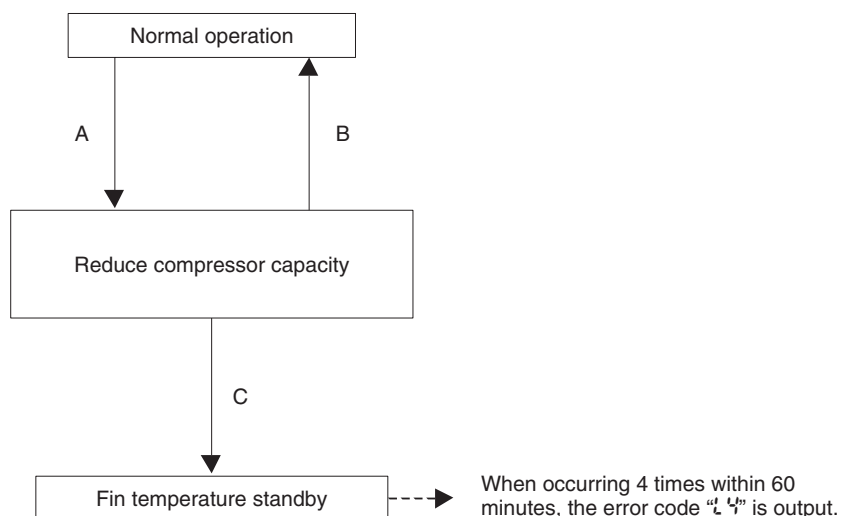 Normal operation
A
B
Reduce compressor capacity
C
Fin temperature standby
When occurring 4 times within 60
minutes, the error code “L4” is output.